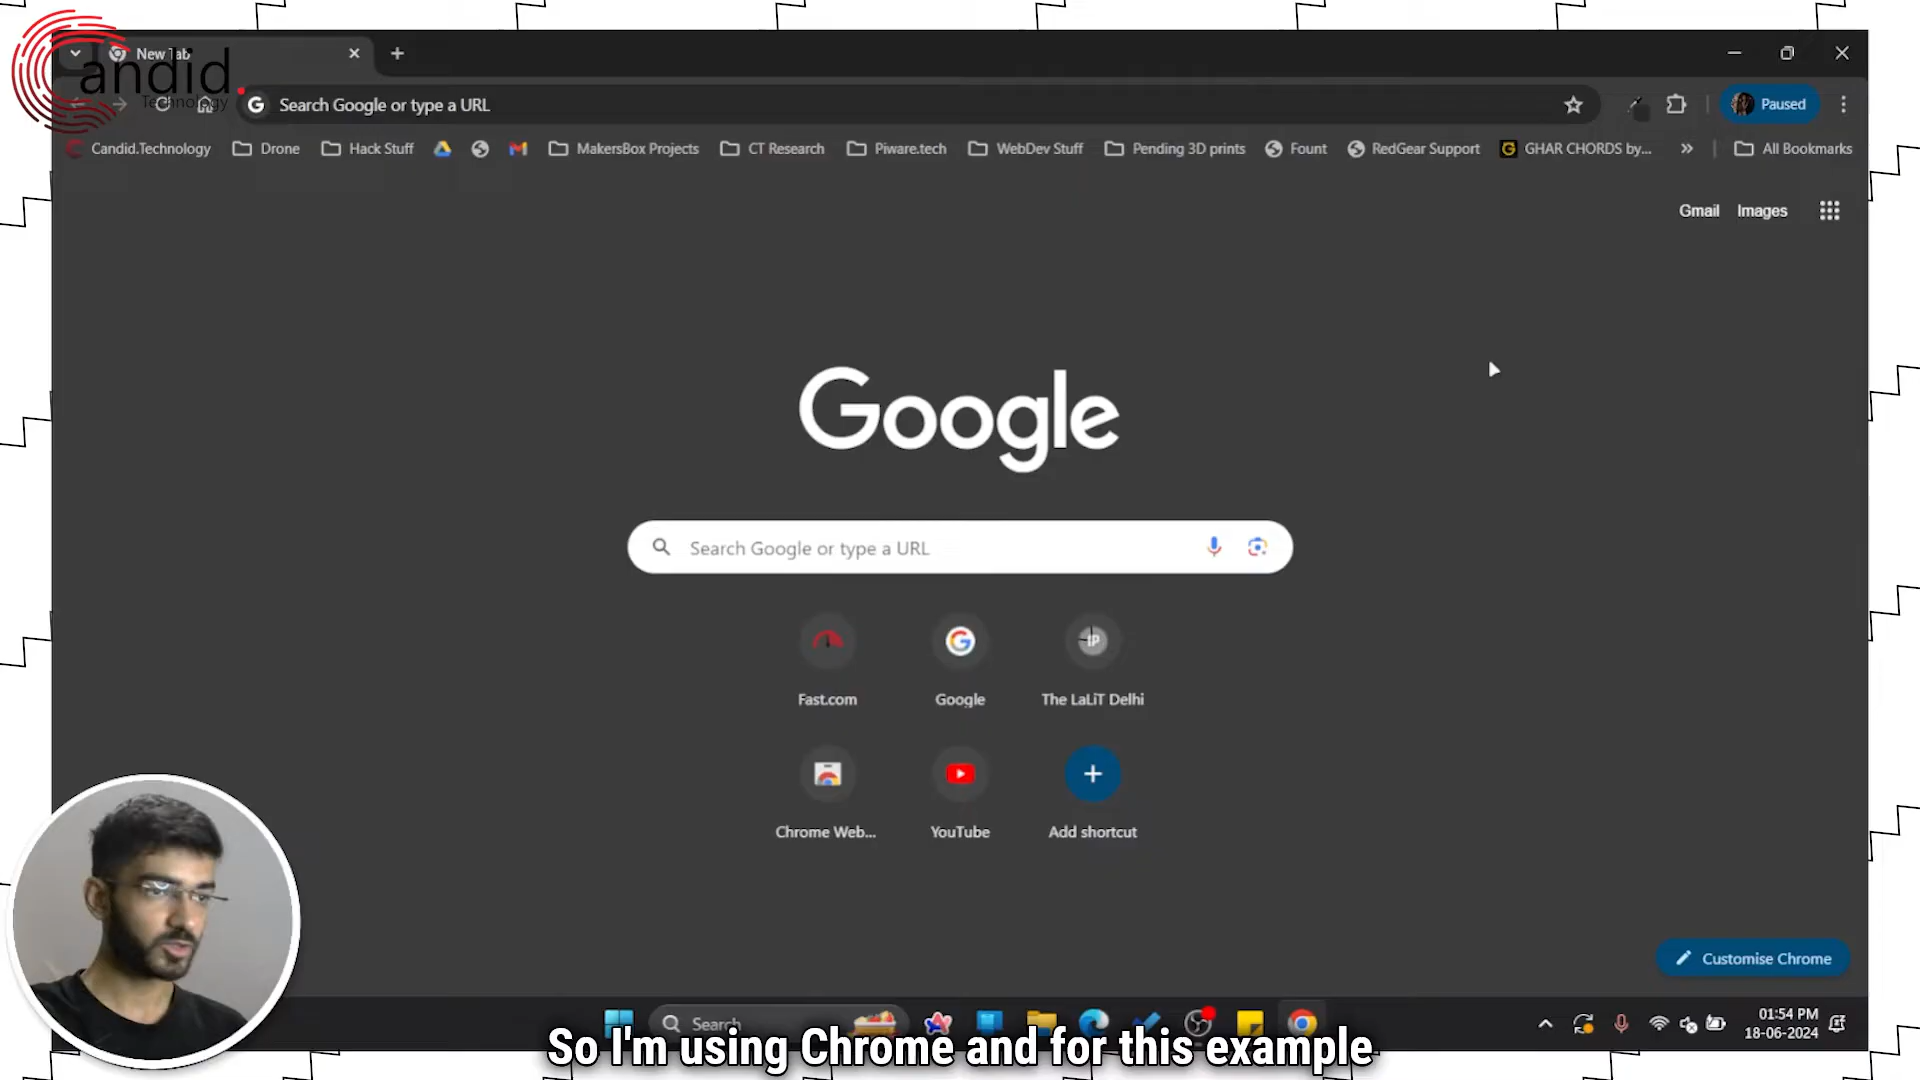 andid
Technology
New Tab
Search Google or type a URL
Paused
Candid.Technology
Drone
Hack Stuff
MakersBox Projects
CT Research
Piware.tech
WebDev Stuff
Pending 3D prints
Fount
RedGear Support
GHAR CHORDS by...
All Bookmarks
Gmail
Images
Google
Search Google or type a URL
Fast.com
Google
The LaLiT Delhi
Chrome Web...
YouTube
Add shortcut
Customise Chrome
Search
01:54 PM
18-06-2024
So I'm using Chrome and for this example